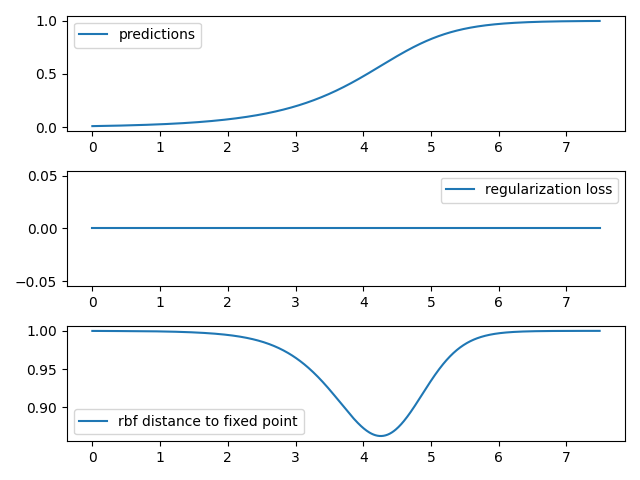 1.0
predictions
0.5
0.0
0 1 2 3 4 5 6 7
0.05
regularization loss
0.00
−0.05
0 1 2 3 4 5 6 7
1.00
0.95
0.90
rbf distance to fixed point
0 1 2 3 4 5 6 7